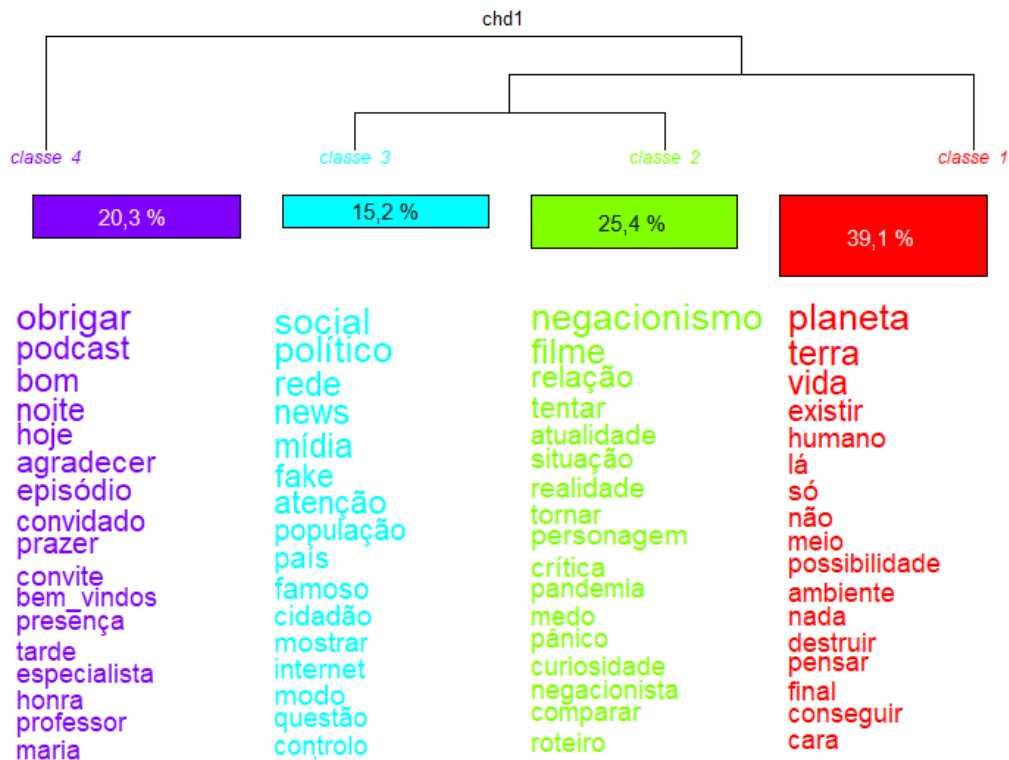 chd1
classe 4
classe 3
classe 2
classe 1
20,3 %
15,2 %
25,4 %
39,1 %
obrigar
podcast
bom
noite
hoje
agradecer
episódio
convidado
prazer
convite
bem_vindos
presença
tarde
especialista
honra
professor
maria
social
político
rede
news
mídia
fake
atenção
população
país
famoso
cidadão
mostrar
internet
modo
questão
controlo
negacionismo
filme
relação
tentar
atualidade
situação
realidade
tornar
personagem
crítica
pandemia
medo
pânico
curiosidade
negacionista
comparar
roteiro
planeta
terra
vida
existir
humano
lá
só
não
meio
possibilidade
ambiente
nada
destruir
pensar
final
conseguir
cara